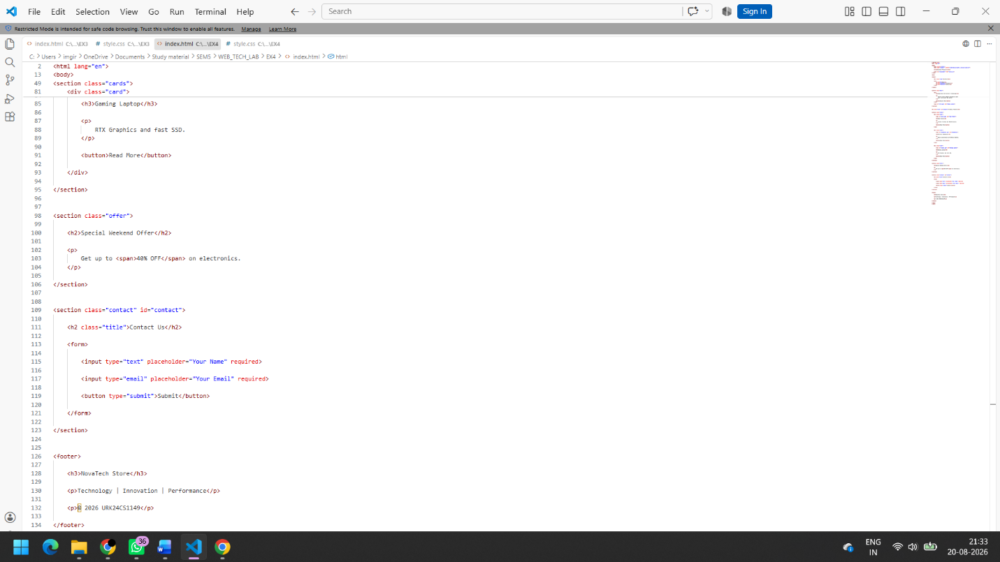 File Edit Selection View Go Run Terminal Help Search Sign In
Restricted Mode is intended for safe code browsing. Trust this window to enable all features. Manage Learn More
index.html C:\...\EX3 style.css C:\...\EX3 index.html C:\...\EX4 style.css C:\...\EX4
C: > Users > imgir > OneDrive > Documents > Study material > SEM5 > WEB_TECH_LAB > EX4 > index.html > html
2 <html lang="en">
13 <body>
49 <section class="cards">
81 <div class="card">
85 <h3>Gaming Laptop</h3>
86
87 <p>
88 RTX Graphics and fast SSD.
89 </p>
90
91 <button>Read More</button>
92
93 </div>
94
95 </section>
96
97
98 <section class="offer">
99
100 <h2>Special Weekend Offer</h2>
101
102 <p>
103 Get up to <span>40% OFF</span> on electronics.
104 </p>
105
106 </section>
107
108
109 <section class="contact" id="contact">
110
111 <h2 class="title">Contact Us</h2>
112
113 <form>
114
115 <input type="text" placeholder="Your Name" required>
116
117 <input type="email" placeholder="Your Email" required>
118
119 <button type="submit">Submit</button>
120
121 </form>
122
123 </section>
124
125
126 <footer>
127
128 <h3>NovaTech Store</h3>
129
130 <p>Technology | Innovation | Performance</p>
131
132 <p>© 2026 URK24CS1149</p>
133
134 </footer>
36
ENG
IN
21:33
20-08-2026